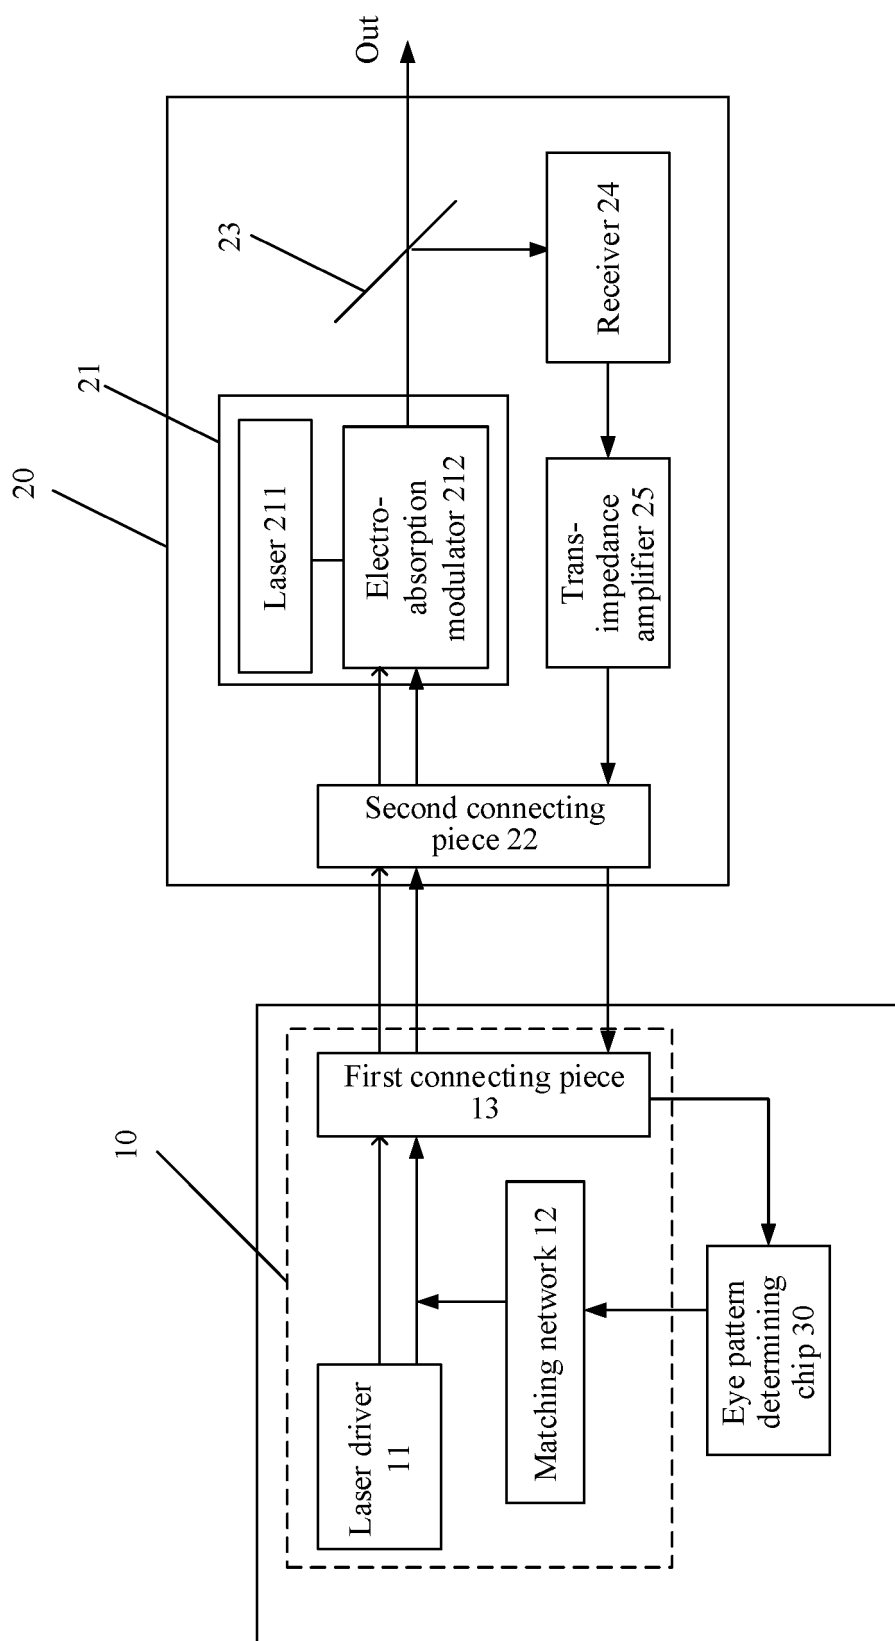 10
Laser driver
11
Matching network 12
First connecting piece
13
Eye pattern
determining
chip 30
20
21
Second connecting
piece 22
Laser 211
Electro-
absorption
modulator 212
23
Out
Trans-
impedance
amplifier 25
Receiver 24